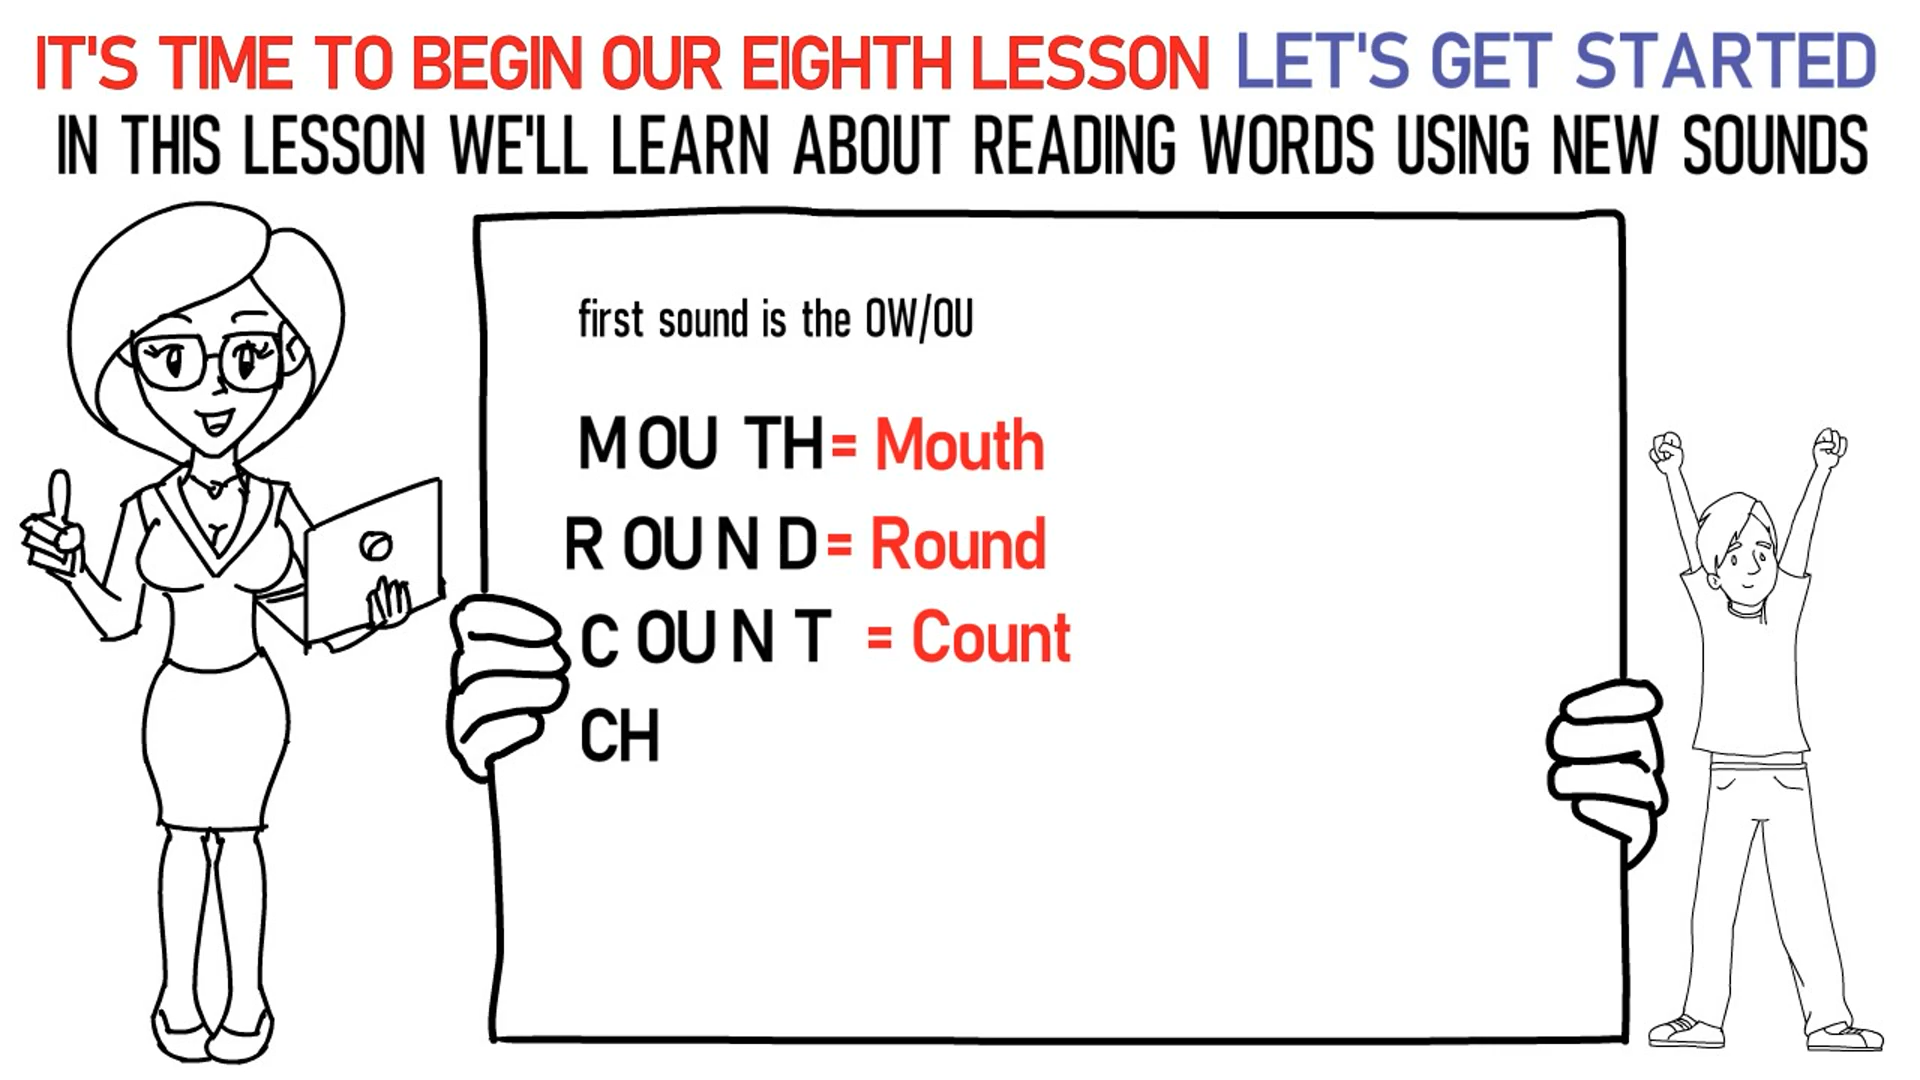 IT'S TIME TO BEGIN OUR EIGHTH LESSON LET'S GET STARTED
IN THIS LESSON WE'LL LEARN ABOUT READING WORDS USING NEW SOUNDS
first sound is the OW/OU
M OU TH = Mouth
R OU N D = Round
C OU N T = Count
CH